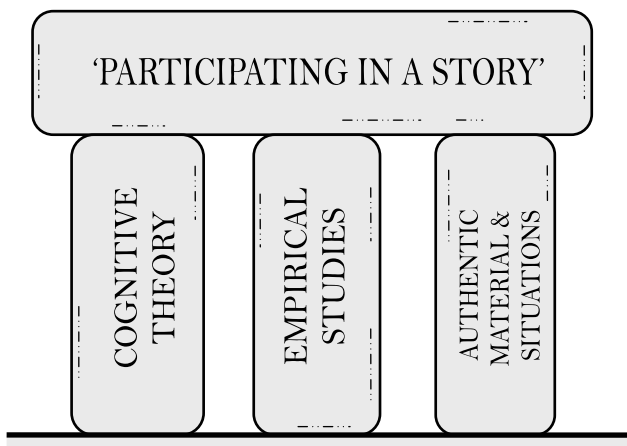 ‘PARTICIPATING IN A STORY’
COGNITIVE
THEORY
EMPIRICAL
STUDIES
AUTHENTIC
MATERIAL &
SITUATIONS